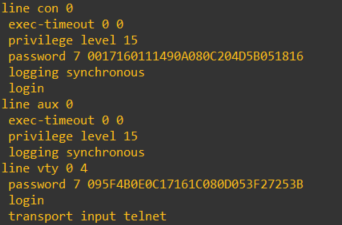 line con 0
 exec-timeout 0 0
 privilege level 15
 password 7 0017160111490A080C204D5B051816
 logging synchronous
 login
line aux 0
 exec-timeout 0 0
 privilege level 15
 logging synchronous
line vty 0 4
 password 7 095F4B0E0C17161C080D053F27253B
 login
 transport input telnet